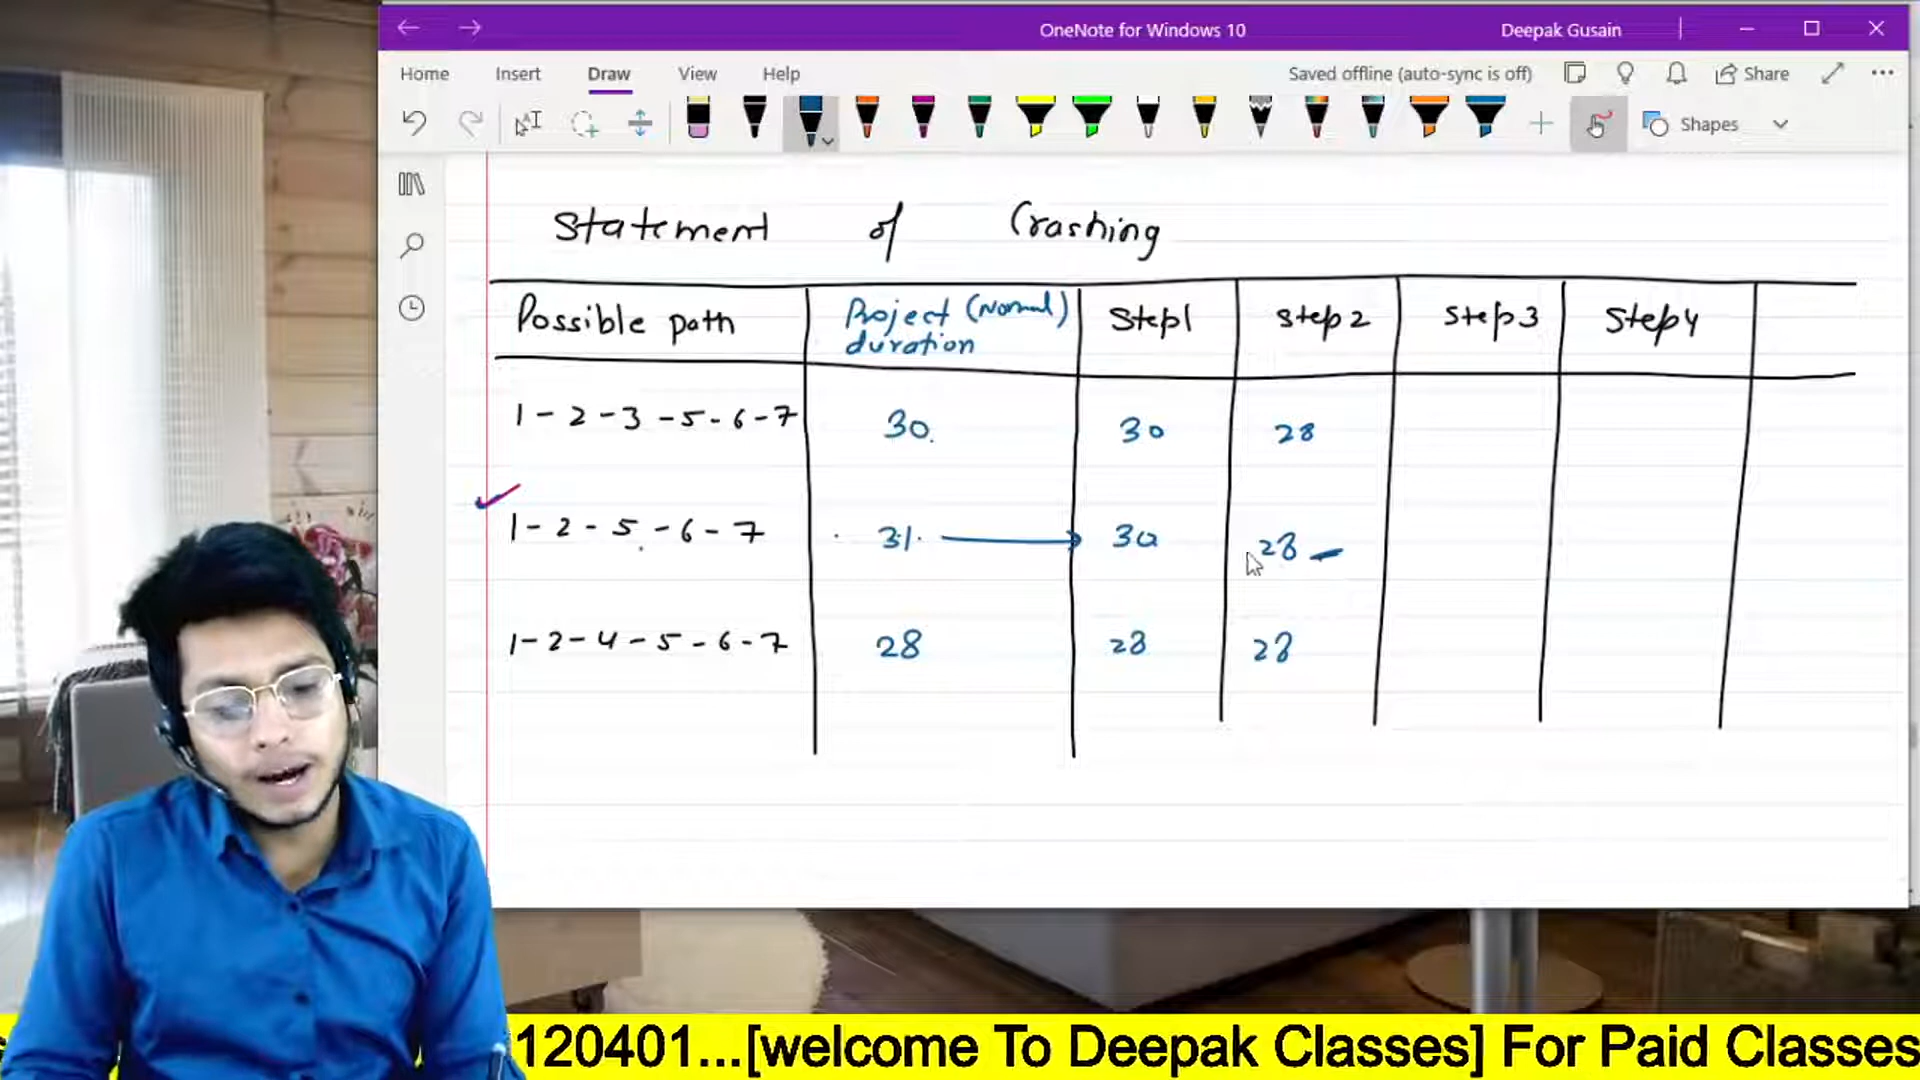 OneNote for Windows 10
Deepak Gusain
Home Insert Draw View Help
Saved offline (auto-sync is off) Share
Shapes
Statement of Crashing
Possible path Project (Normal) duration Step1 Step2 Step3 Step4
1-2-3-5-6-7 30 30 28
1-2-5-6-7 31 30 28
1-2-4-5-6-7 28 28 28
120401...[welcome To Deepak Classes] For Paid Classes